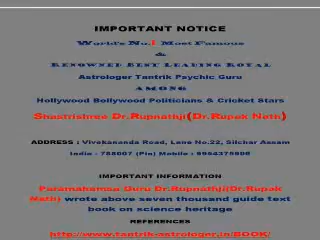 IMPORTANT NOTICE
World's No.1 Most Famous
&
Renowned Best Leading Royal
Astrologer Tantrik Psychic Guru
AMONG
Hollywood Bollywood Politicians & Cricket Stars
Shastrishree Dr.Rupnathji(Dr.Rupak Nath)
ADDRESS : Vivekananda Road, Lane No.22, Silchar Assam
India - 788007 (Pin) Mobile : 9954375906
IMPORTANT INFORMATION
Paramahamsa Guru Dr.Rupnathji(Dr.Rupak
Nath) wrote above seven thousand guide text
book on science heritage
REFERENCES
http://www.tantrik-astrologer.in/BOOK/